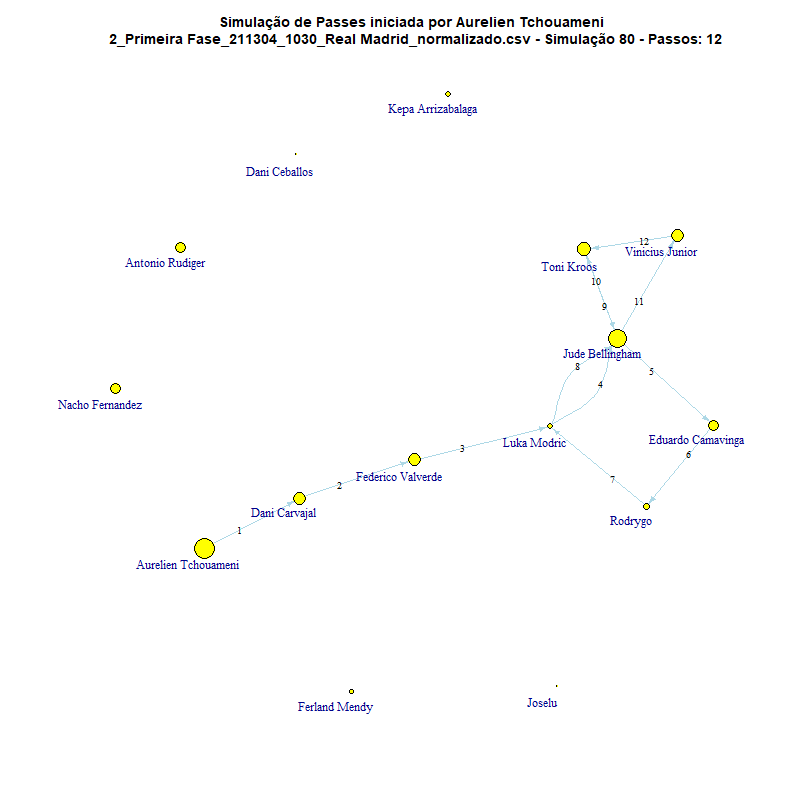 Simulação de Passes iniciada por Aurelien Tchouameni
2_Primeira Fase_211304_1030_Real Madrid_normalizado.csv - Simulação 80 - Passos: 12
Kepa Arrizabalaga
Dani Ceballos
12
Vinicius Junior
Antonio Rudiger
Toni Kroos
10
11
9
Jude Bellingham
8
5
4
Nacho Fernandez
Luka Modric
Eduardo Camavinga
3
6
Federico Valverde
7
2
Dani Carvajal
Rodrygo
1
Aurelien Tchouameni
Ferland Mendy
Joselu